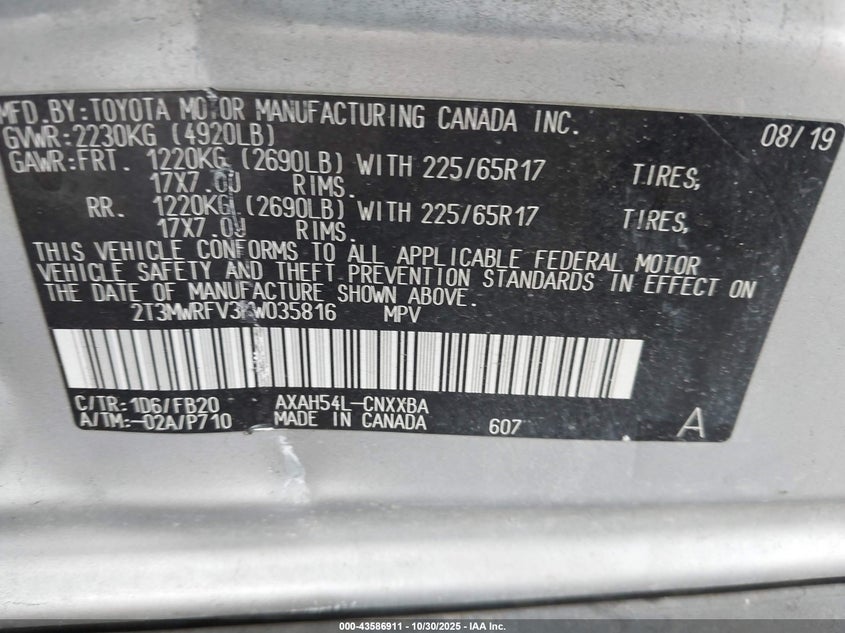 MFD.BY:TOYOTA MOTOR MANUFACTURING CANADA INC. 08/19
GVWR:2230KG (4920LB)
GAWR:FRT. 1220KG (2690LB) WITH 225/65R17 TIRES,
17X7.0J RIMS.
RR. 1220KG (2690LB) WITH 225/65R17 TIRES,
17X7.0J RIMS.
THIS VEHICLE CONFORMS TO ALL APPLICABLE FEDERAL MOTOR
VEHICLE SAFETY AND THEFT PREVENTION STANDARDS IN EFFECT ON
THE DATE OF MANUFACTURE SHOWN ABOVE.
MPV
C/TR:1D6/FB20 AXAH54L-CNXXBA
A/TM:-02A/P710 MADE IN CANADA 607 A
000-43586911 - 10/30/2025 - IAA Inc.